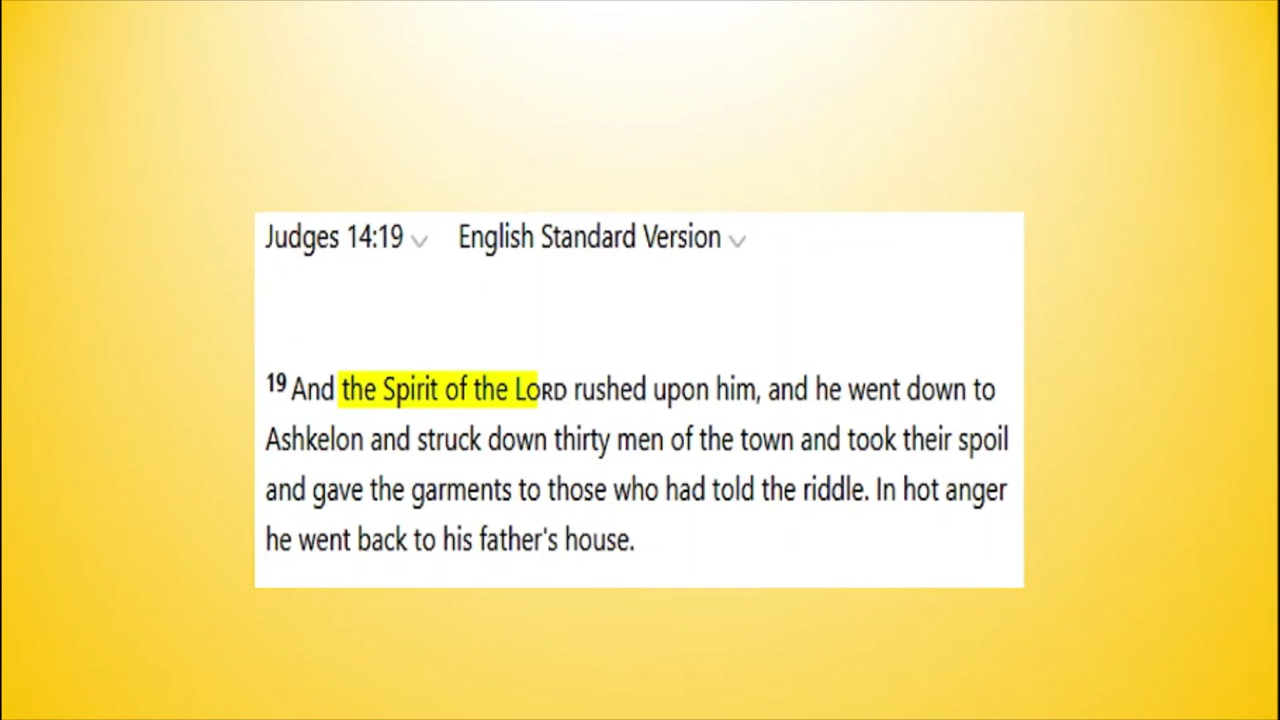 Judges 14:19 English Standard Version
19 And the Spirit of the LORD rushed upon him, and he went down to
Ashkelon and struck down thirty men of the town and took their spoil
and gave the garments to those who had told the riddle. In hot anger
he went back to his father's house.